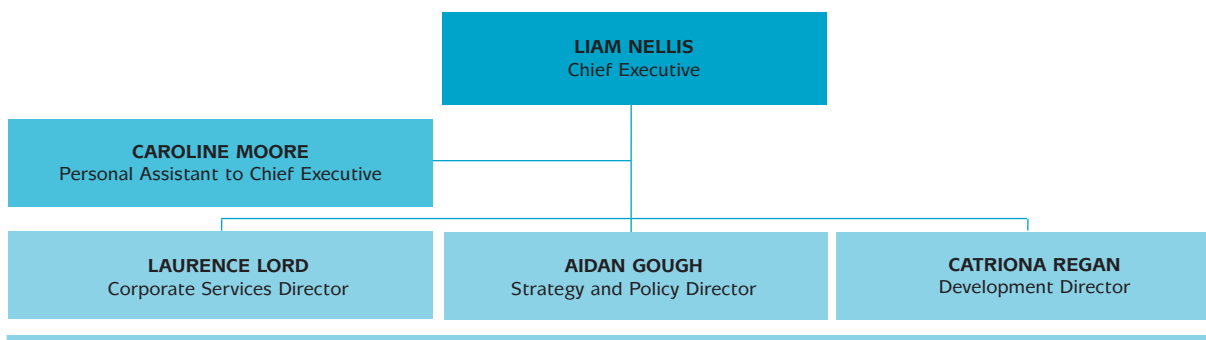 LIAM NELLIS
Chief Executive
CAROLINE MOORE
Personal Assistant to Chief Executive
LAURENCE LORD
Corporate Services Director
AIDAN GOUGH
Strategy and Policy Director
CATRIONA REGAN
Development Director